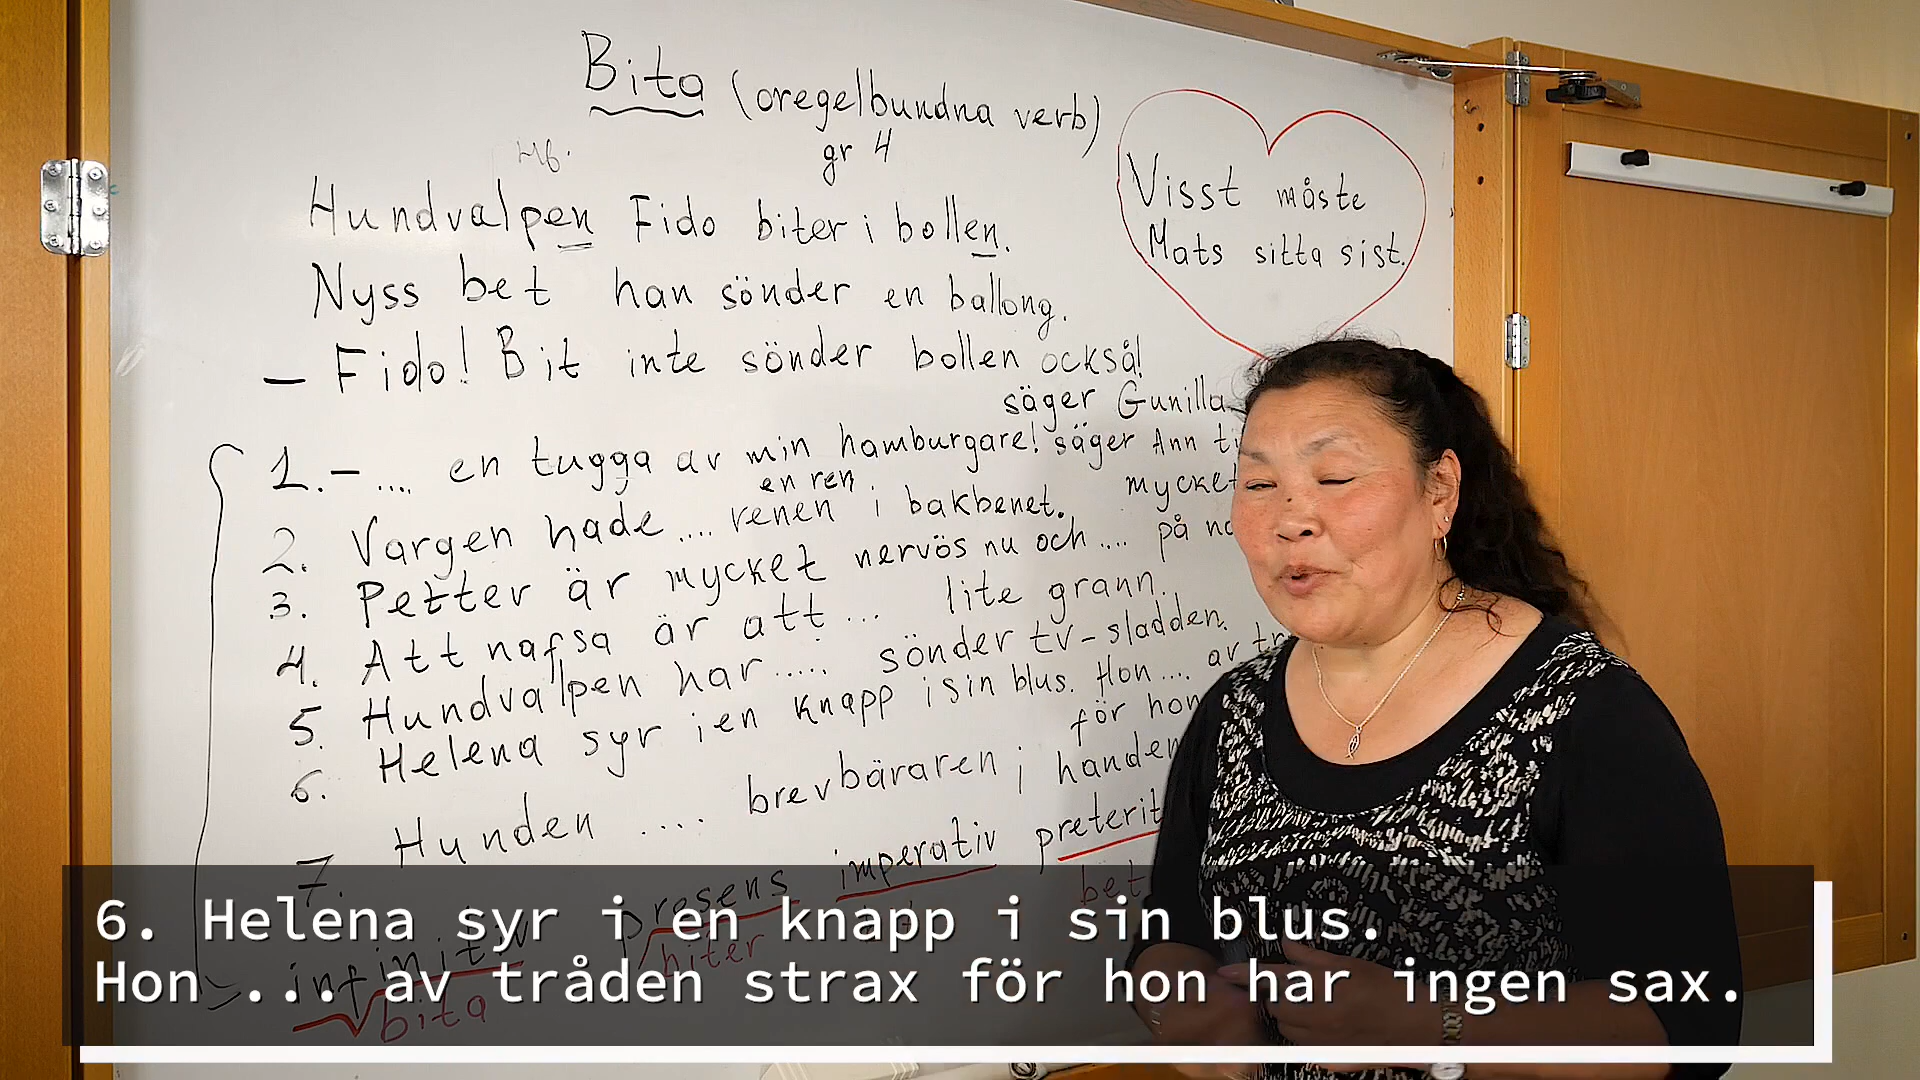 Bita (oregelbundna verb)
gr 4
Hundvalpen Fido biter i bollen.
Nyss bet han sönder en ballong.
– Fido! Bit inte sönder bollen också!
säger Gunilla
Visst måste
Mats sitta sist.
1. – .... en tugga av min hamburgare! säger Ann
en ren
2. Vargen hade .... renen i bakbenet.
mycket
3. Petter är mycket nervös nu och .... på
4. Att nafsa är att ... lite grann.
5. Hundvalpen har ..... sönder tv-sladden.
6. Helena syr i en knapp i sin blus. Hon .... av
för hon
7. Hunden .... brevbäraren i handen
infinitiv presens imperativ preterit
bita biter bet
6. Helena syr i en knapp i sin blus.
Hon ... av tråden strax för hon har ingen sax.